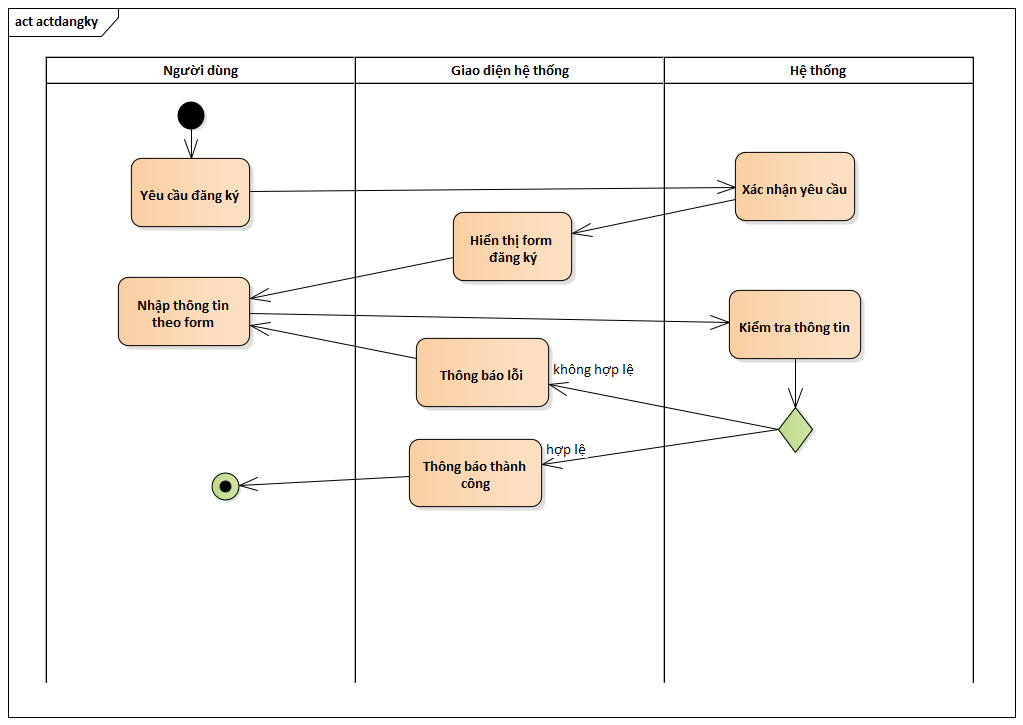 act actdangky
Người dùng
Giao diện hệ thống
Hệ thống
Yêu cầu đăng ký
Xác nhận yêu cầu
Hiển thị form
đăng ký
Nhập thông tin
theo form
Kiểm tra thông tin
Thông báo lỗi
không hợp lệ
hợp lệ
Thông báo thành
công